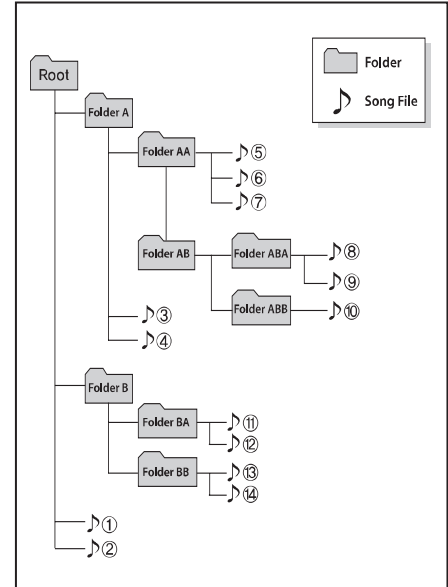 Root
Folder
Song File
Folder A
Folder AA
⑤
⑥
⑦
Folder AB
Folder ABA
⑧
⑨
Folder ABB
⑩
③
④
Folder B
Folder BA
⑪
⑫
Folder BB
⑬
⑭
①
②